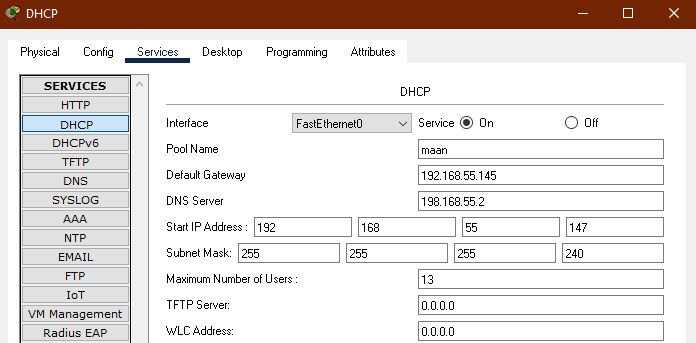 DHCP
Physical Config Services Desktop Programming Attributes
SERVICES
HTTP
DHCP
DHCPv6
TFTP
DNS
SYSLOG
AAA
NTP
EMAIL
FTP
IoT
VM Management
Radius EAP
DHCP
Interface FastEthernet0 Service On Off
Pool Name maan
Default Gateway 192.168.55.145
DNS Server 198.168.55.2
Start IP Address : 192 168 55 147
Subnet Mask: 255 255 255 240
Maximum Number of Users : 13
TFTP Server: 0.0.0.0
WLC Address: 0.0.0.0